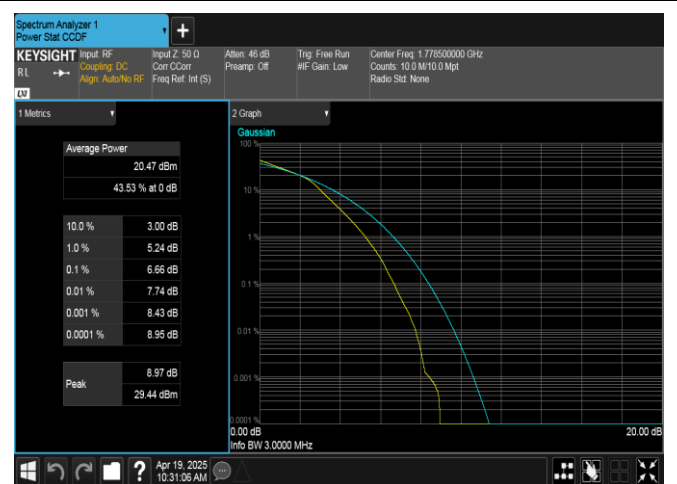 Spectrum Analyzer 1
Power Stat CCDF
+
KEYSIGHT
RL
LXI
Input: RF
Coupling: DC
Align: Auto/No RF
Input Z: 50 Ω
Corr CCorr
Freq Ref: Int (S)
Atten: 46 dB
Preamp: Off
Trig: Free Run
#IF Gain: Low
Center Freq: 1.778500000 GHz
Counts: 10.0 M/10.0 Mpt
Radio Std: None
1 Metrics
Average Power
20.47 dBm
43.53 % at 0 dB
10.0 % 3.00 dB
1.0 % 5.24 dB
0.1 % 6.66 dB
0.01 % 7.74 dB
0.001 % 8.43 dB
0.0001 % 8.95 dB
Peak
8.97 dB
29.44 dBm
2 Graph
Gaussian
100 %
10 %
1 %
0.1 %
0.01 %
0.001 %
0.0001 %
0.00 dB 20.00 dB
Info BW 3.0000 MHz
?
Apr 19, 2025
10:31:06 AM